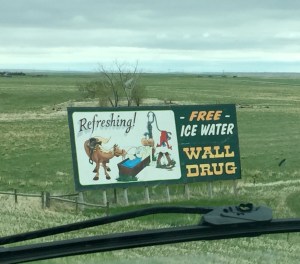 Refreshing!
- FREE -
ICE WATER
WALL
DRUG